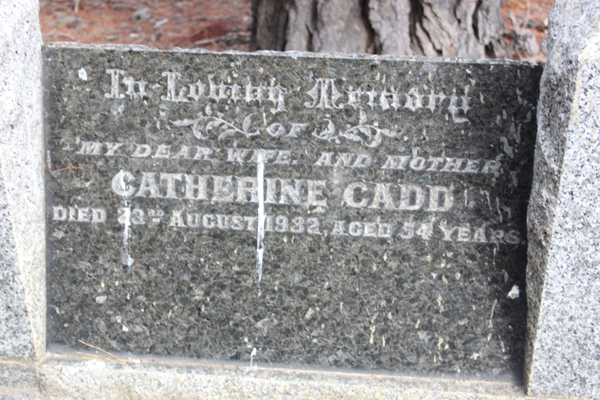 In Loving Memory
OF
MY DEAR WIFE, AND MOTHER,
CATHERINE CADD
DIED 23RD AUGUST 1932, AGED 54 YEARS.